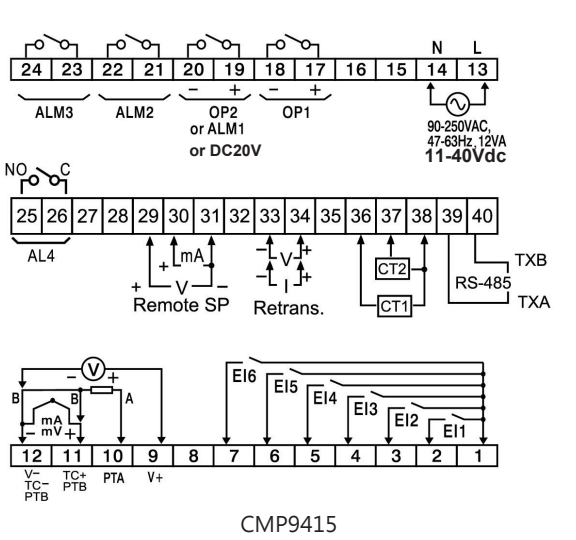 N L
24 23 22 21 20 19 18 17 16 15 14 13
− + − +
ALM3 ALM2 OP2 OP1
or ALM1
or DC20V
90-250VAC,
47-63Hz, 12VA
11-40Vdc
NO C
25 26 27 28 29 30 31 32 33 34 35 36 37 38 39 40
AL4
+ mA
+ V −
Remote SP
− V +
− I +
Retrans.
CT2
CT1
TXB
RS-485
TXA
V
− +
B B A
mA
− mV +
EI6
EI5
EI4
EI3
EI2
EI1
12 11 10 9 8 7 6 5 4 3 2 1
V− TC+ PTA V+
TC− PTB
PTB
CMP9415